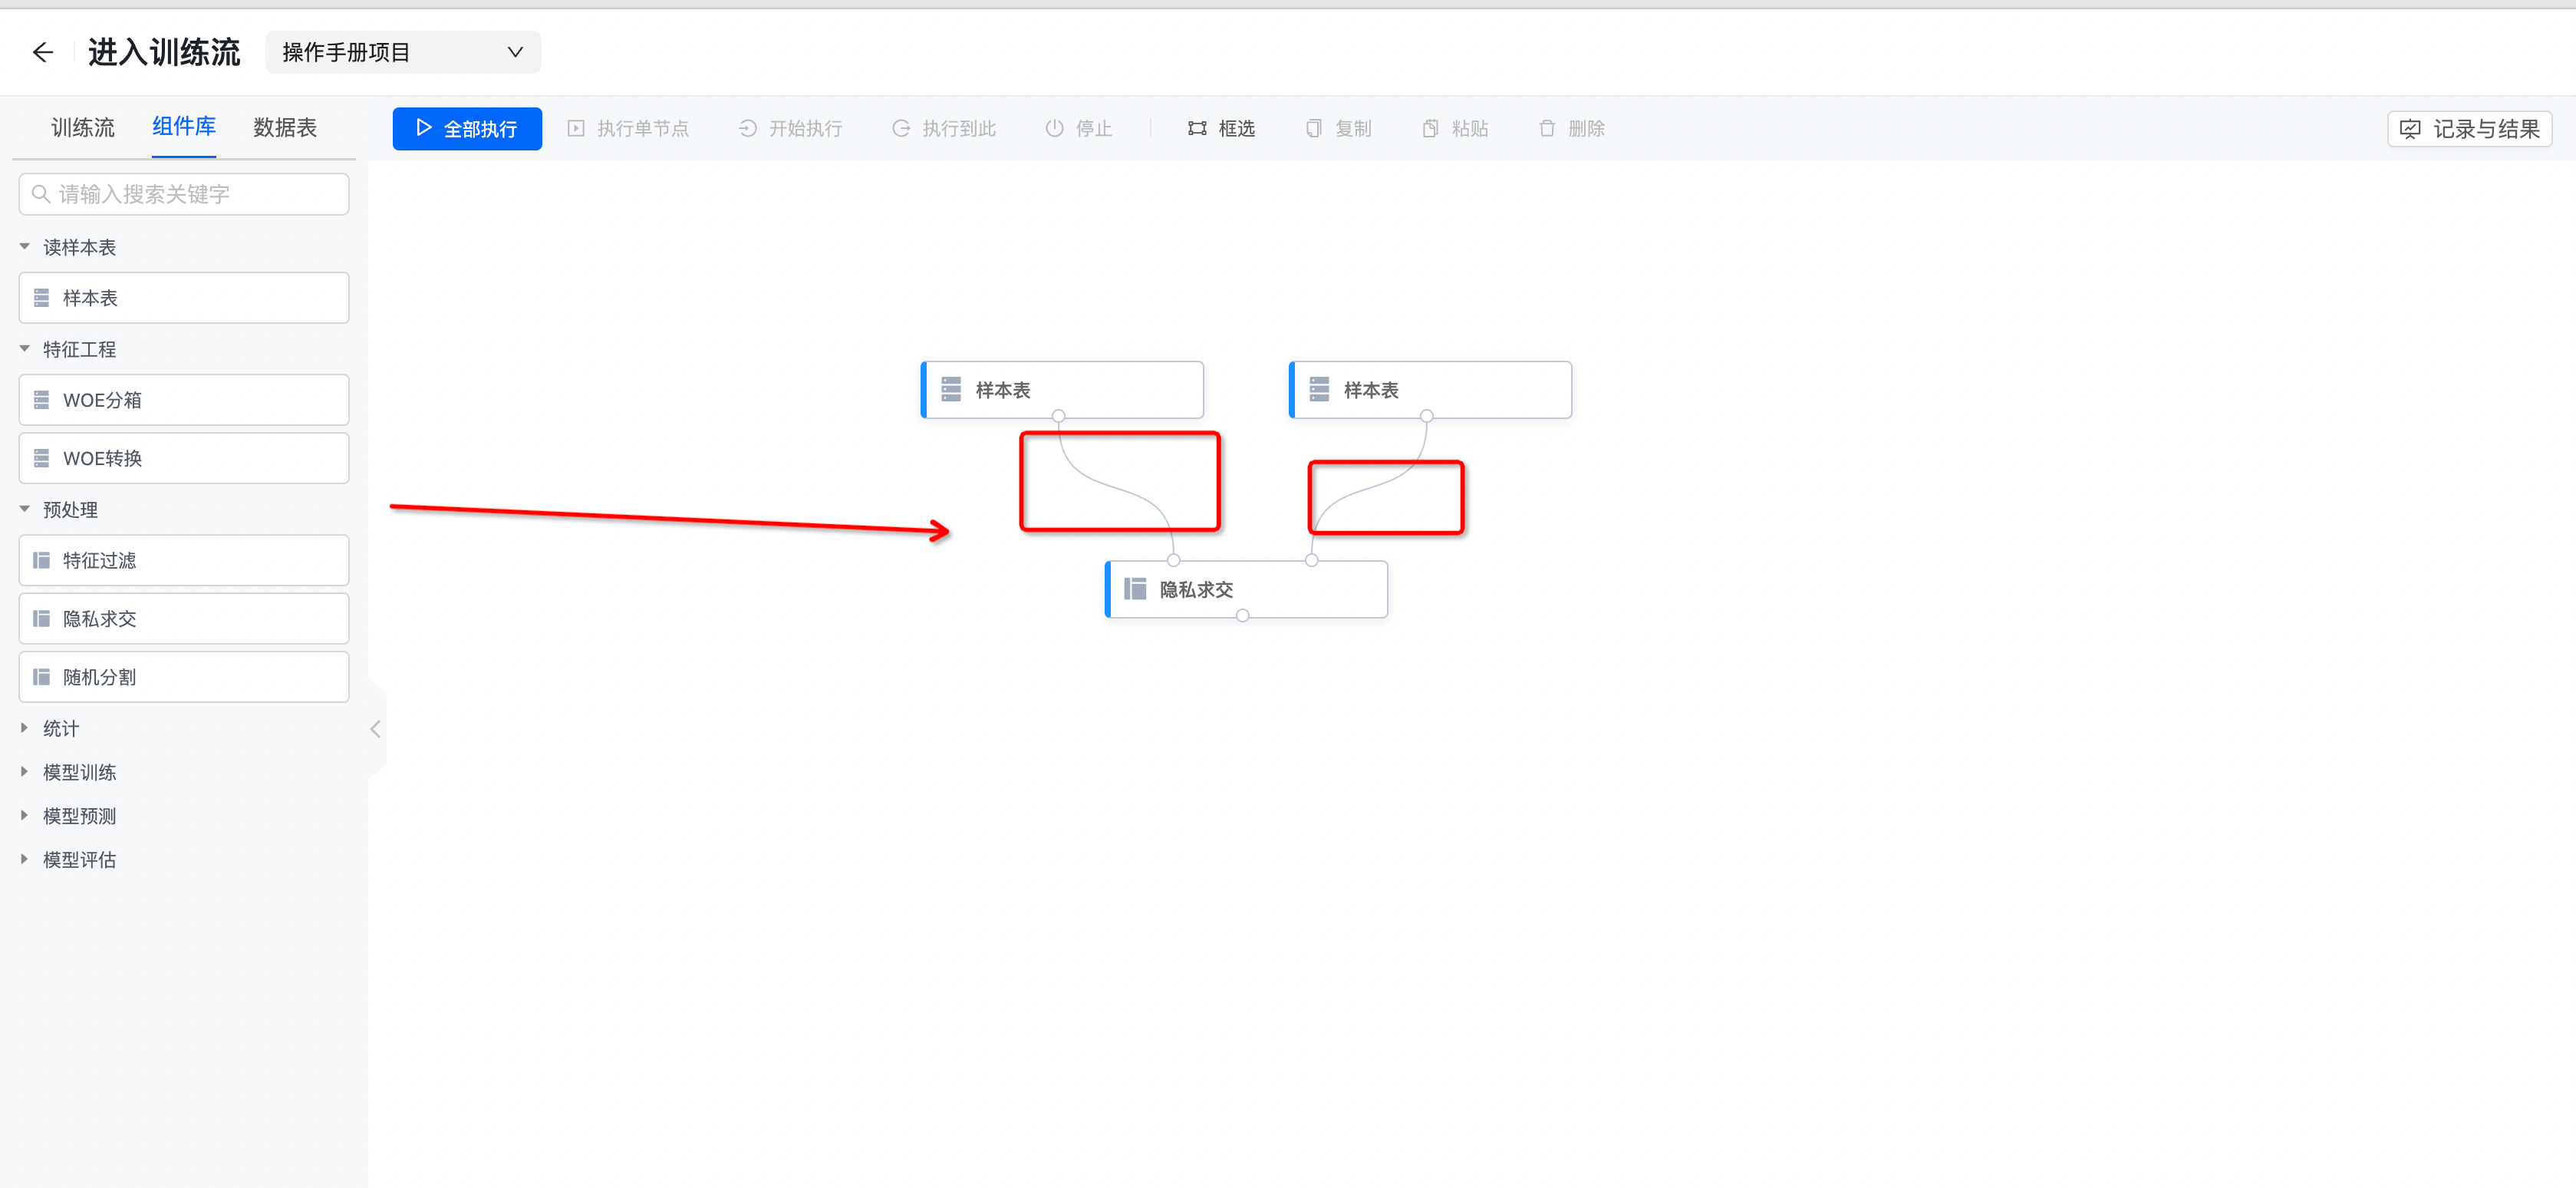 进入训练流
操作手册项目
训练流
组件库
数据表
全部执行
执行单节点
开始执行
执行到此
停止
框选
复制
粘贴
删除
记录与结果
请输入搜索关键字
读样本表
样本表
特征工程
WOE分箱
WOE转换
预处理
特征过滤
隐私求交
随机分割
统计
模型训练
模型预测
模型评估
样本表
样本表
隐私求交